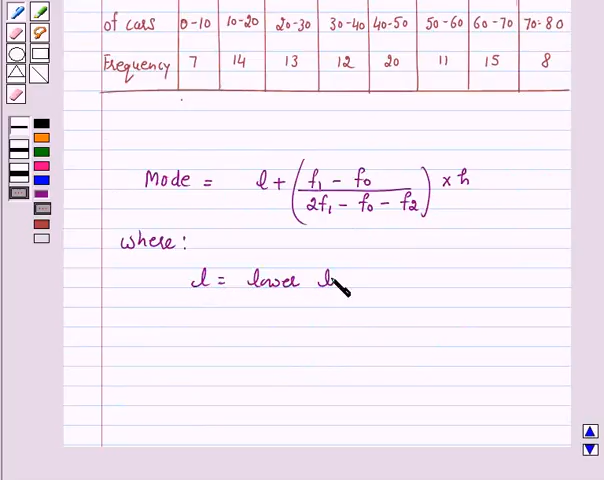 of cars 0-10 10-20 20-30 30-40 40-50 50-60 60-70 70-80
Frequency 7 14 13 12 20 11 15 8
Mode = l + ( f₁ - f₀ / 2f₁ - f₀ - f₂ ) × h
where:
l = lower l